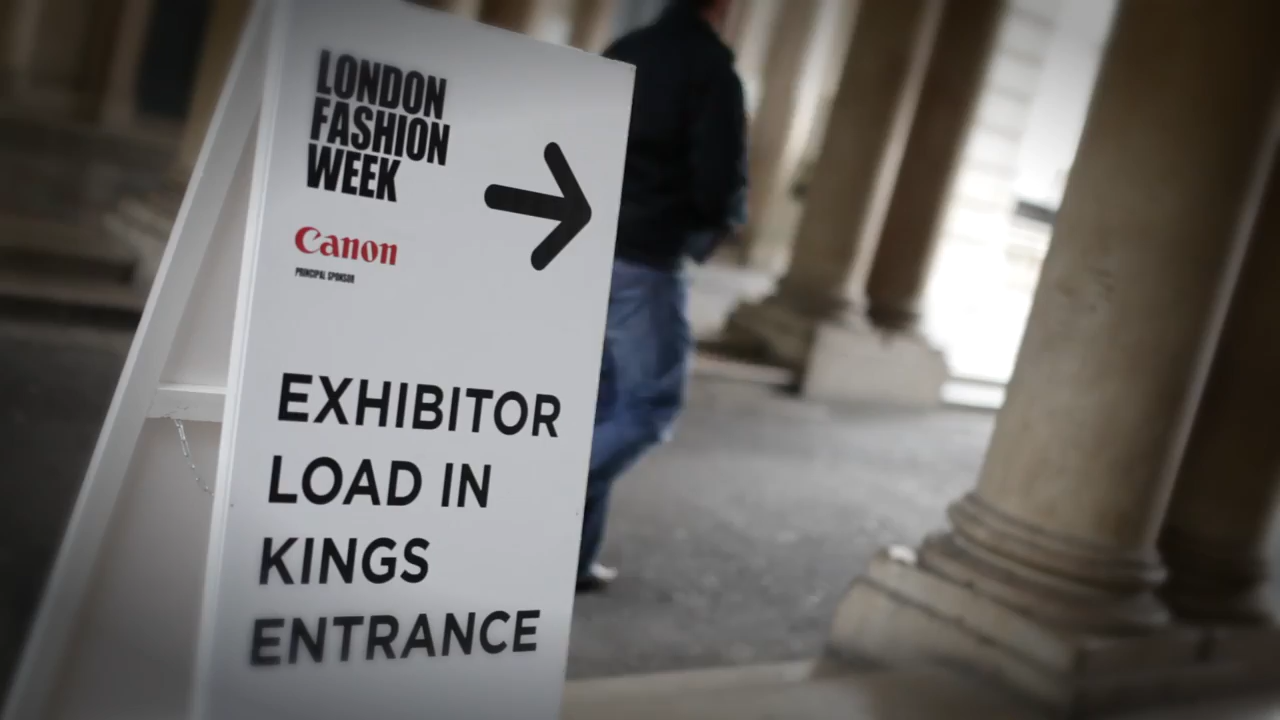 LONDON
FASHION
WEEK
Canon
PRINCIPAL SPONSOR
EXHIBITOR
LOAD IN
KINGS
ENTRANCE